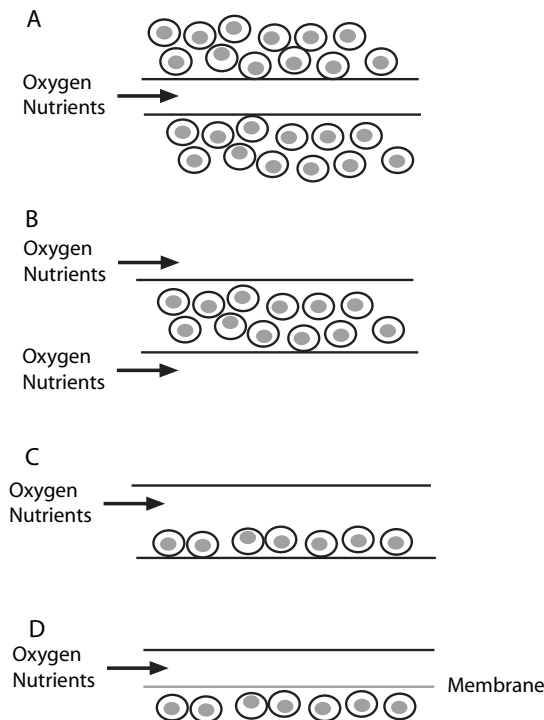 A
Oxygen
Nutrients
B
Oxygen
Nutrients
Oxygen
Nutrients
C
Oxygen
Nutrients
D
Oxygen
Nutrients
Membrane